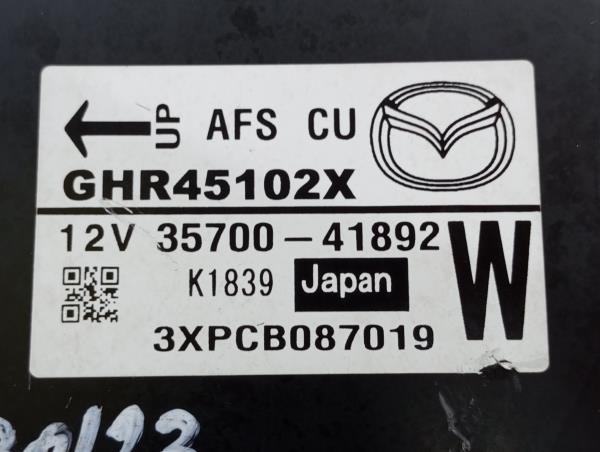 UP AFS CU
GHR45102X
12V 35700-41892
W
K1839 Japan
3XPCB087019